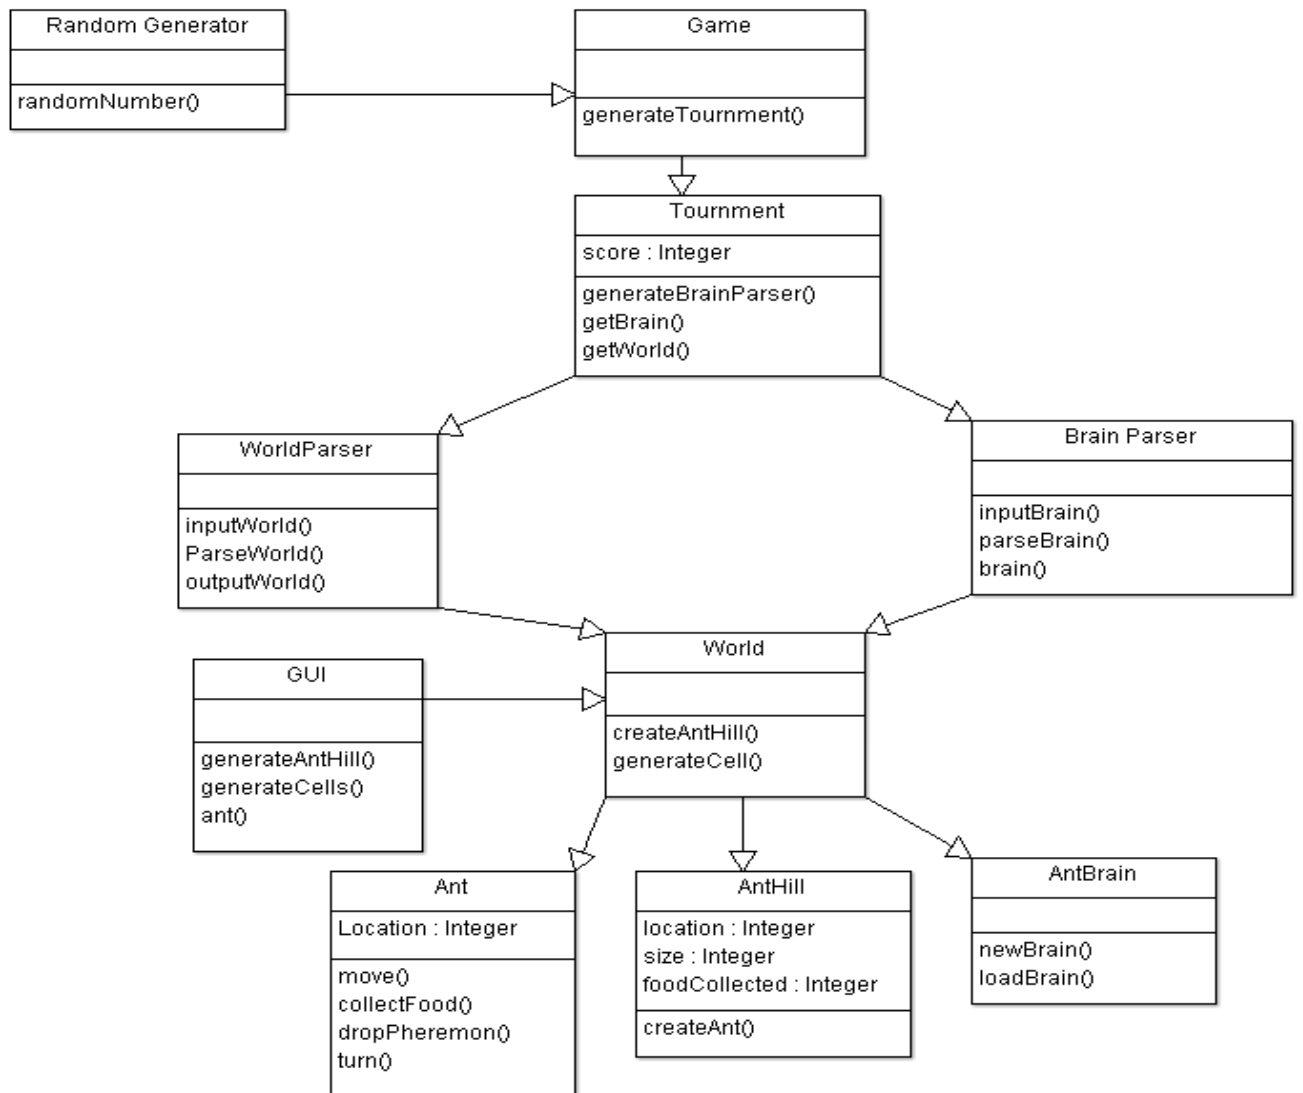 Random Generator
randomNumber()
Game
generateTournment()
Tournment
score : Integer
generateBrainParser()
getBrain()
getWorld()
WorldParser
inputWorld()
ParseWorld()
outputWorld()
Brain Parser
inputBrain()
parseBrain()
brain()
GUI
generateAntHill()
generateCells()
ant()
World
createAntHill()
generateCell()
Ant
Location : Integer
move()
collectFood()
dropPheremon()
turn()
AntHill
location : Integer
size : Integer
foodCollected : Integer
createAnt()
AntBrain
newBrain()
loadBrain()